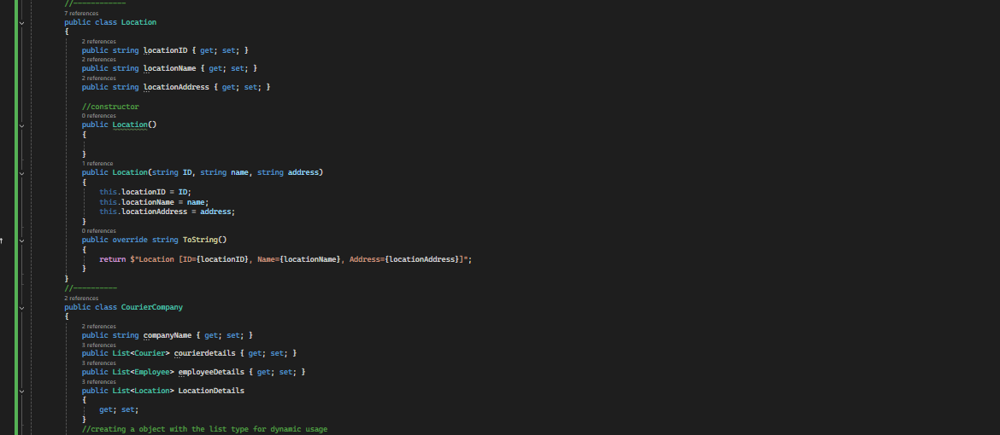 //------------
7 references
public class Location
{
2 references
public string locationID { get; set; }
2 references
public string locationName { get; set; }
2 references
public string locationAddress { get; set; }
//constructor
0 references
public Location()
{
}
1 reference
public Location(string ID, string name, string address)
{
this.locationID = ID;
this.locationName = name;
this.locationAddress = address;
}
0 references
public override string ToString()
{
return $"Location [ID={locationID}, Name={locationName}, Address={locationAddress}]";
}
}
//----------
2 references
public class CourierCompany
{
2 references
public string companyName { get; set; }
3 references
public List<Courier> courierdetails { get; set; }
3 references
public List<Employee> employeeDetails { get; set; }
3 references
public List<Location> LocationDetails
{
get; set;
}
//creating a object with the list type for dynamic usage